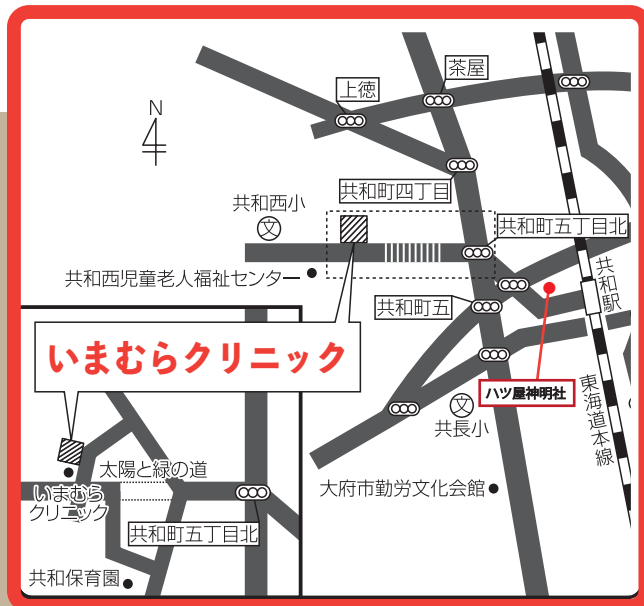 上徳
茶屋
N
共和町四丁目
共和西小
文
共和町五丁目北
共和西児童老人福祉センター
共和駅
共和町五
いまむらクリニック
ハツ屋神明社
東海道本線
文
共長小
太陽と緑の道
いまむら
クリニック
大府市勤労文化会館
共和町五丁目北
共和保育園